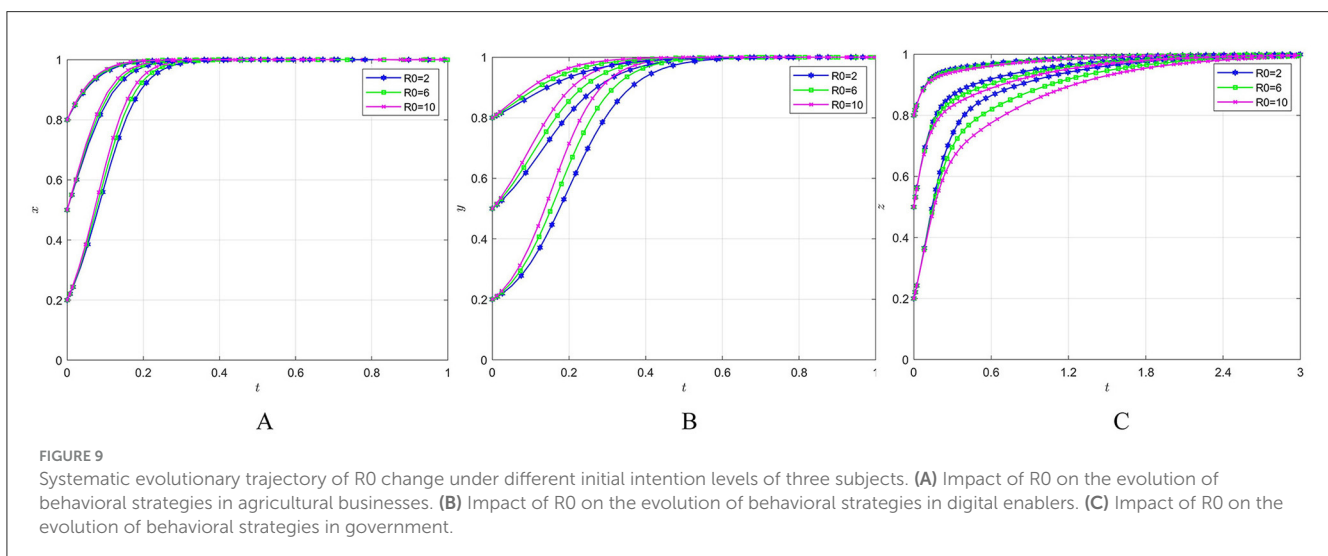 1
0.8
0.6
0.4
0.2
0
x
0
0.2
0.4
0.6
0.8
1
t
R0=2
R0=6
R0=10
A
1
0.8
0.6
0.4
0.2
0
y
0
0.2
0.4
0.6
0.8
1
t
R0=2
R0=6
R0=10
B
1
0.8
0.6
0.4
0.2
0
z
0
0.6
1.2
1.8
2.4
3
t
R0=2
R0=6
R0=10
C
FIGURE 9
Systematic evolutionary trajectory of R0 change under different initial intention levels of three subjects. (A) Impact of R0 on the evolution of
behavioral strategies in agricultural businesses. (B) Impact of R0 on the evolution of behavioral strategies in digital enablers. (C) Impact of R0 on the
evolution of behavioral strategies in government.